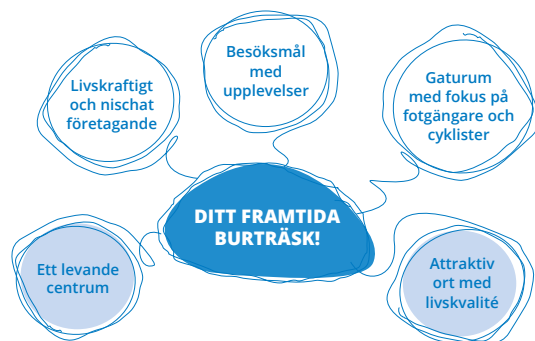 Besöksmål
med
upplevelser
Livskraftigt
och nischat
företagande
Gaturum
med fokus på
fotgängare och
cyklister
DITT FRAMTIDA
BURTRÄSK!
Ett levande
centrum
Attraktiv
ort med
livskvalité